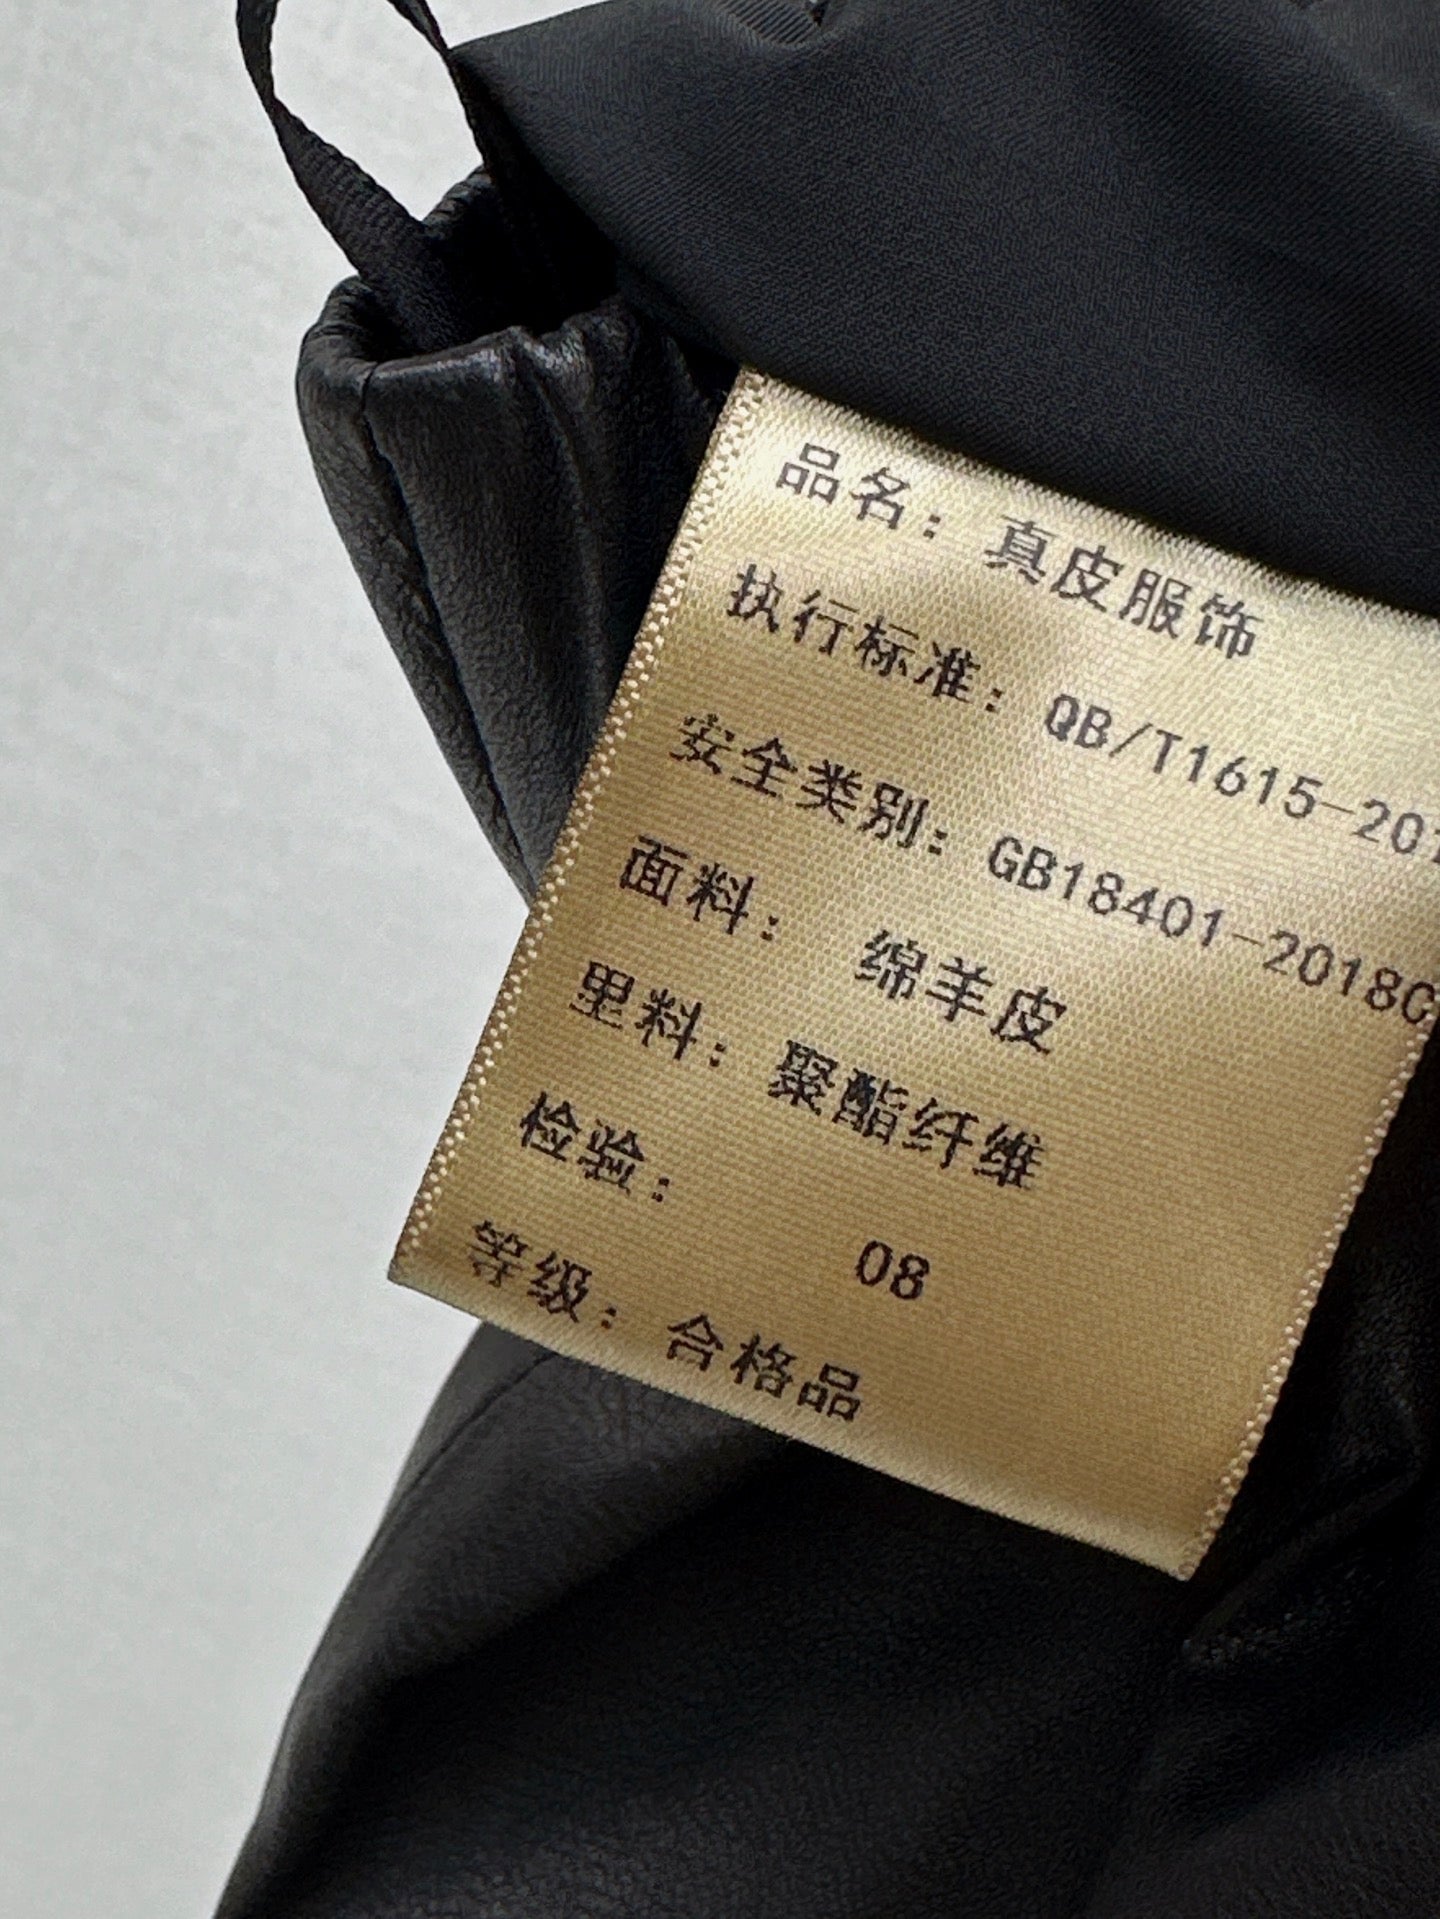 品名：真皮服饰
执行标准：QB/T1615-201
安全类别：GB18401-2018C
面料：绵羊皮
里料：聚酯纤维
检验：08
等级：合格品